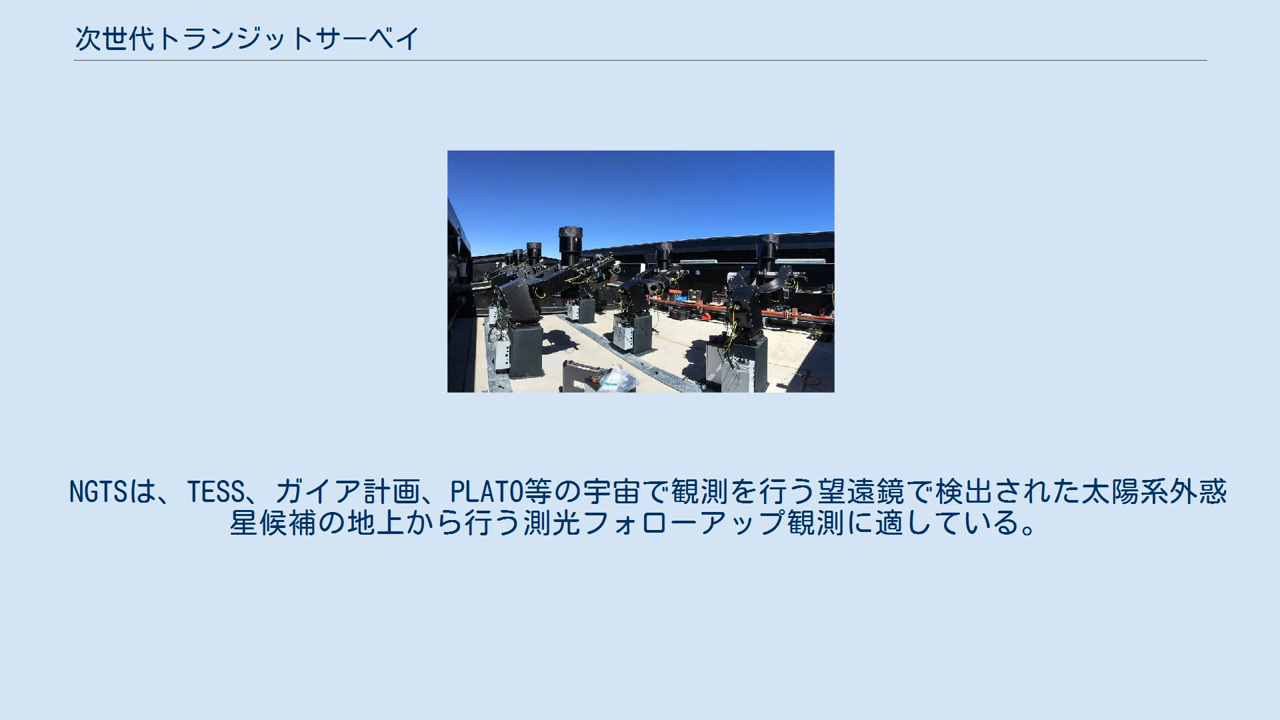 次世代トランジットサーベイ
NGTSは、TESS、ガイア計画、PLATO等の宇宙で観測を行う望遠鏡で検出された太陽系外惑
星候補の地上から行う測光フォローアップ観測に適している。